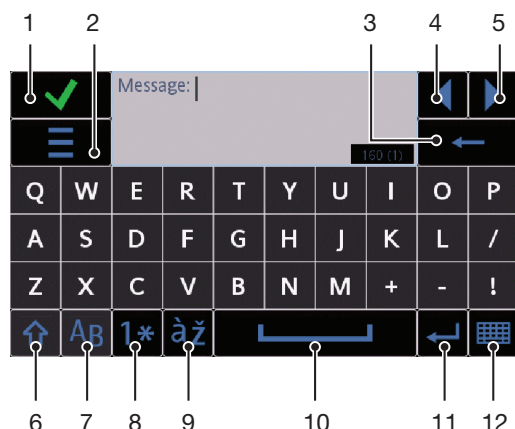 1 2 3 4 5
Message:
160 (1)
Q W E R T Y U I O P
A S D F G H J K L /
Z X C V B N M + - !
AB 1* àž
6 7 8 9 10 11 12